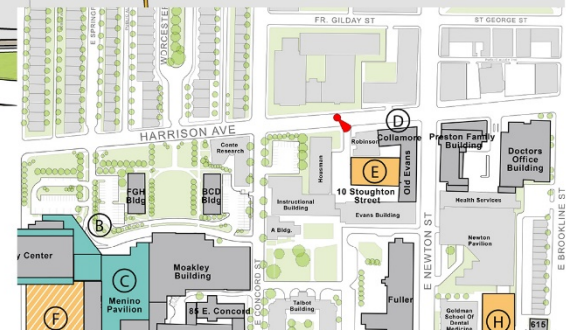 FR. GILDAY ST
ST GEORGE ST
E SPRING
WORCESTER
HARRISON AVE
D
Collamore
Robinson
Preston Family
Building
Conte
Research
Houseman
E
Old Evans
Doctors
Office
Building
FGH
Bldg
BCD
Bldg
10 Stoughton
Street
Instructional
Building
Evans Building
Health Services
B
A Bldg.
E NEWTON ST
E BROOKLINE ST
Newton
Pavilion
y Center
C
Menino
Pavilion
Moakley
Building
E CONCORD ST
Fuller
85 E. Concord
Talbot
Building
Goldman
School Of
Dental
Medicine
F
H
615